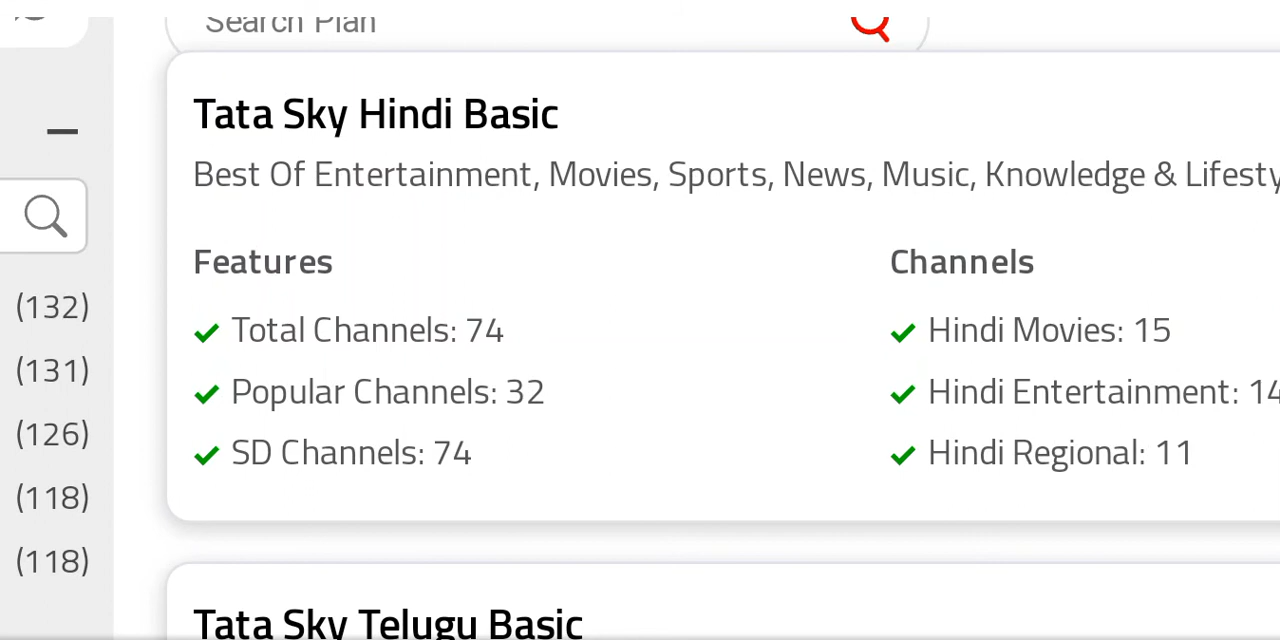 Search Plan
Tata Sky Hindi Basic
Best Of Entertainment, Movies, Sports, News, Music, Knowledge &
Features
Channels
(132)
Total Channels: 74
Hindi Movies: 15
(131)
Popular Channels: 32
Hindi Entertainment: 14
(126)
SD Channels: 74
Hindi Regional: 11
(118)
(118)
Tata Sky Telugu Basic